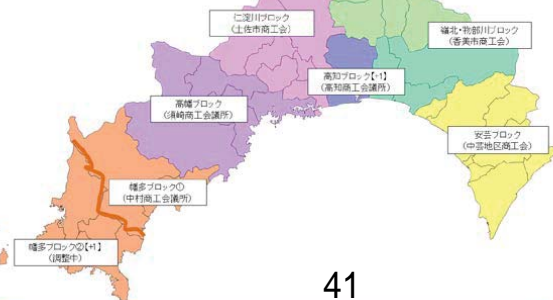 仁淀川ブロック
（土佐市商工会）
嶺北・物部川ブロック
（香美市商工会）
高知ブロック【+1】
（高知商工会議所）
高幡ブロック
（須崎商工会議所）
安芸ブロック
（中芸地区商工会）
幡多ブロック①
（中村商工会議所）
幡多ブロック②【+1】
（調整中）
41